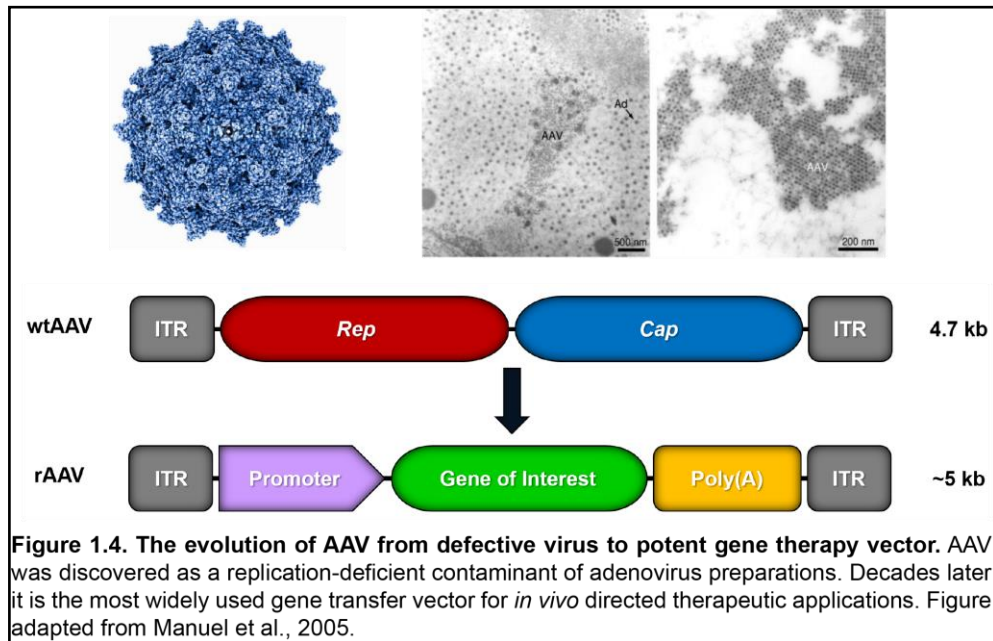 Ad
AAV
500 nm
AAV
200 nm
wtAAV ITR Rep Cap ITR 4.7 kb
rAAV ITR Promoter Gene of Interest Poly(A) ITR ~5 kb
Figure 1.4. The evolution of AAV from defective virus to potent gene therapy vector. AAV
was discovered as a replication-deficient contaminant of adenovirus preparations. Decades later
it is the most widely used gene transfer vector for in vivo directed therapeutic applications. Figure
adapted from Manuel et al., 2005.